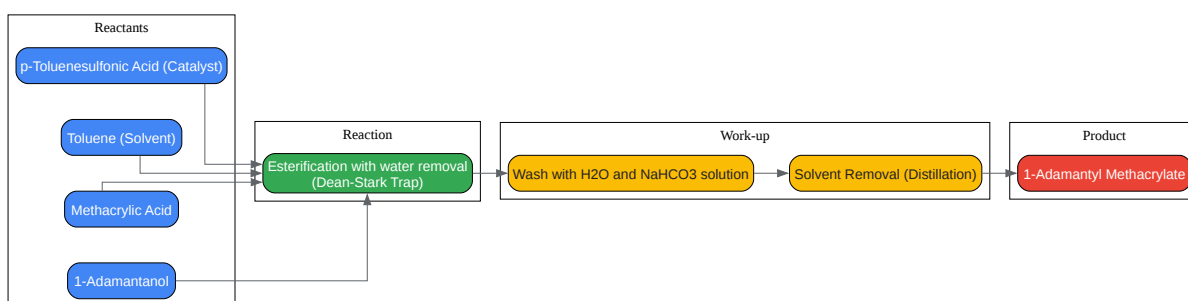 Reactants
p-Toluenesulfonic Acid (Catalyst)
Toluene (Solvent)
Methacrylic Acid
1-Adamantanol
Reaction
Esterification with water removal
(Dean-Stark Trap)
Work-up
Wash with H2O and NaHCO3 solution
Solvent Removal (Distillation)
Product
1-Adamantyl Methacrylate